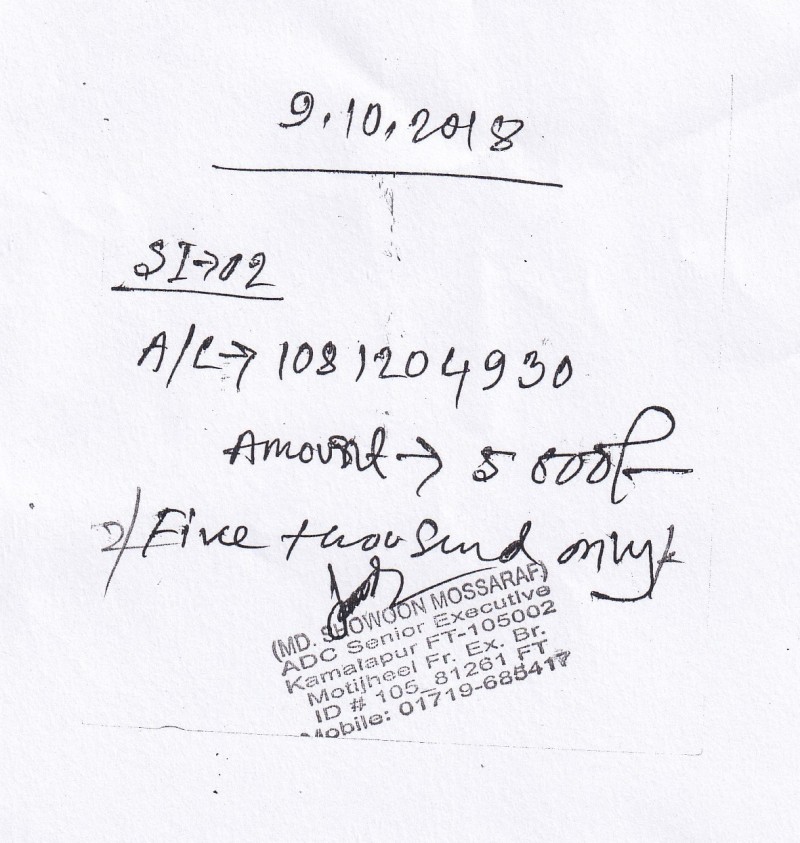 9.10.2018
SI→02
A/C→ 1081204930
Amount → 5000/-
Five thousand only/-
(MD. SHOWOON MOSSARAF)
ADC Senior Executive
Kamalapur FT-105002
Motijheel Fr. Ex. Br.
ID # 105_81261 FT
Mobile: 01719-685417